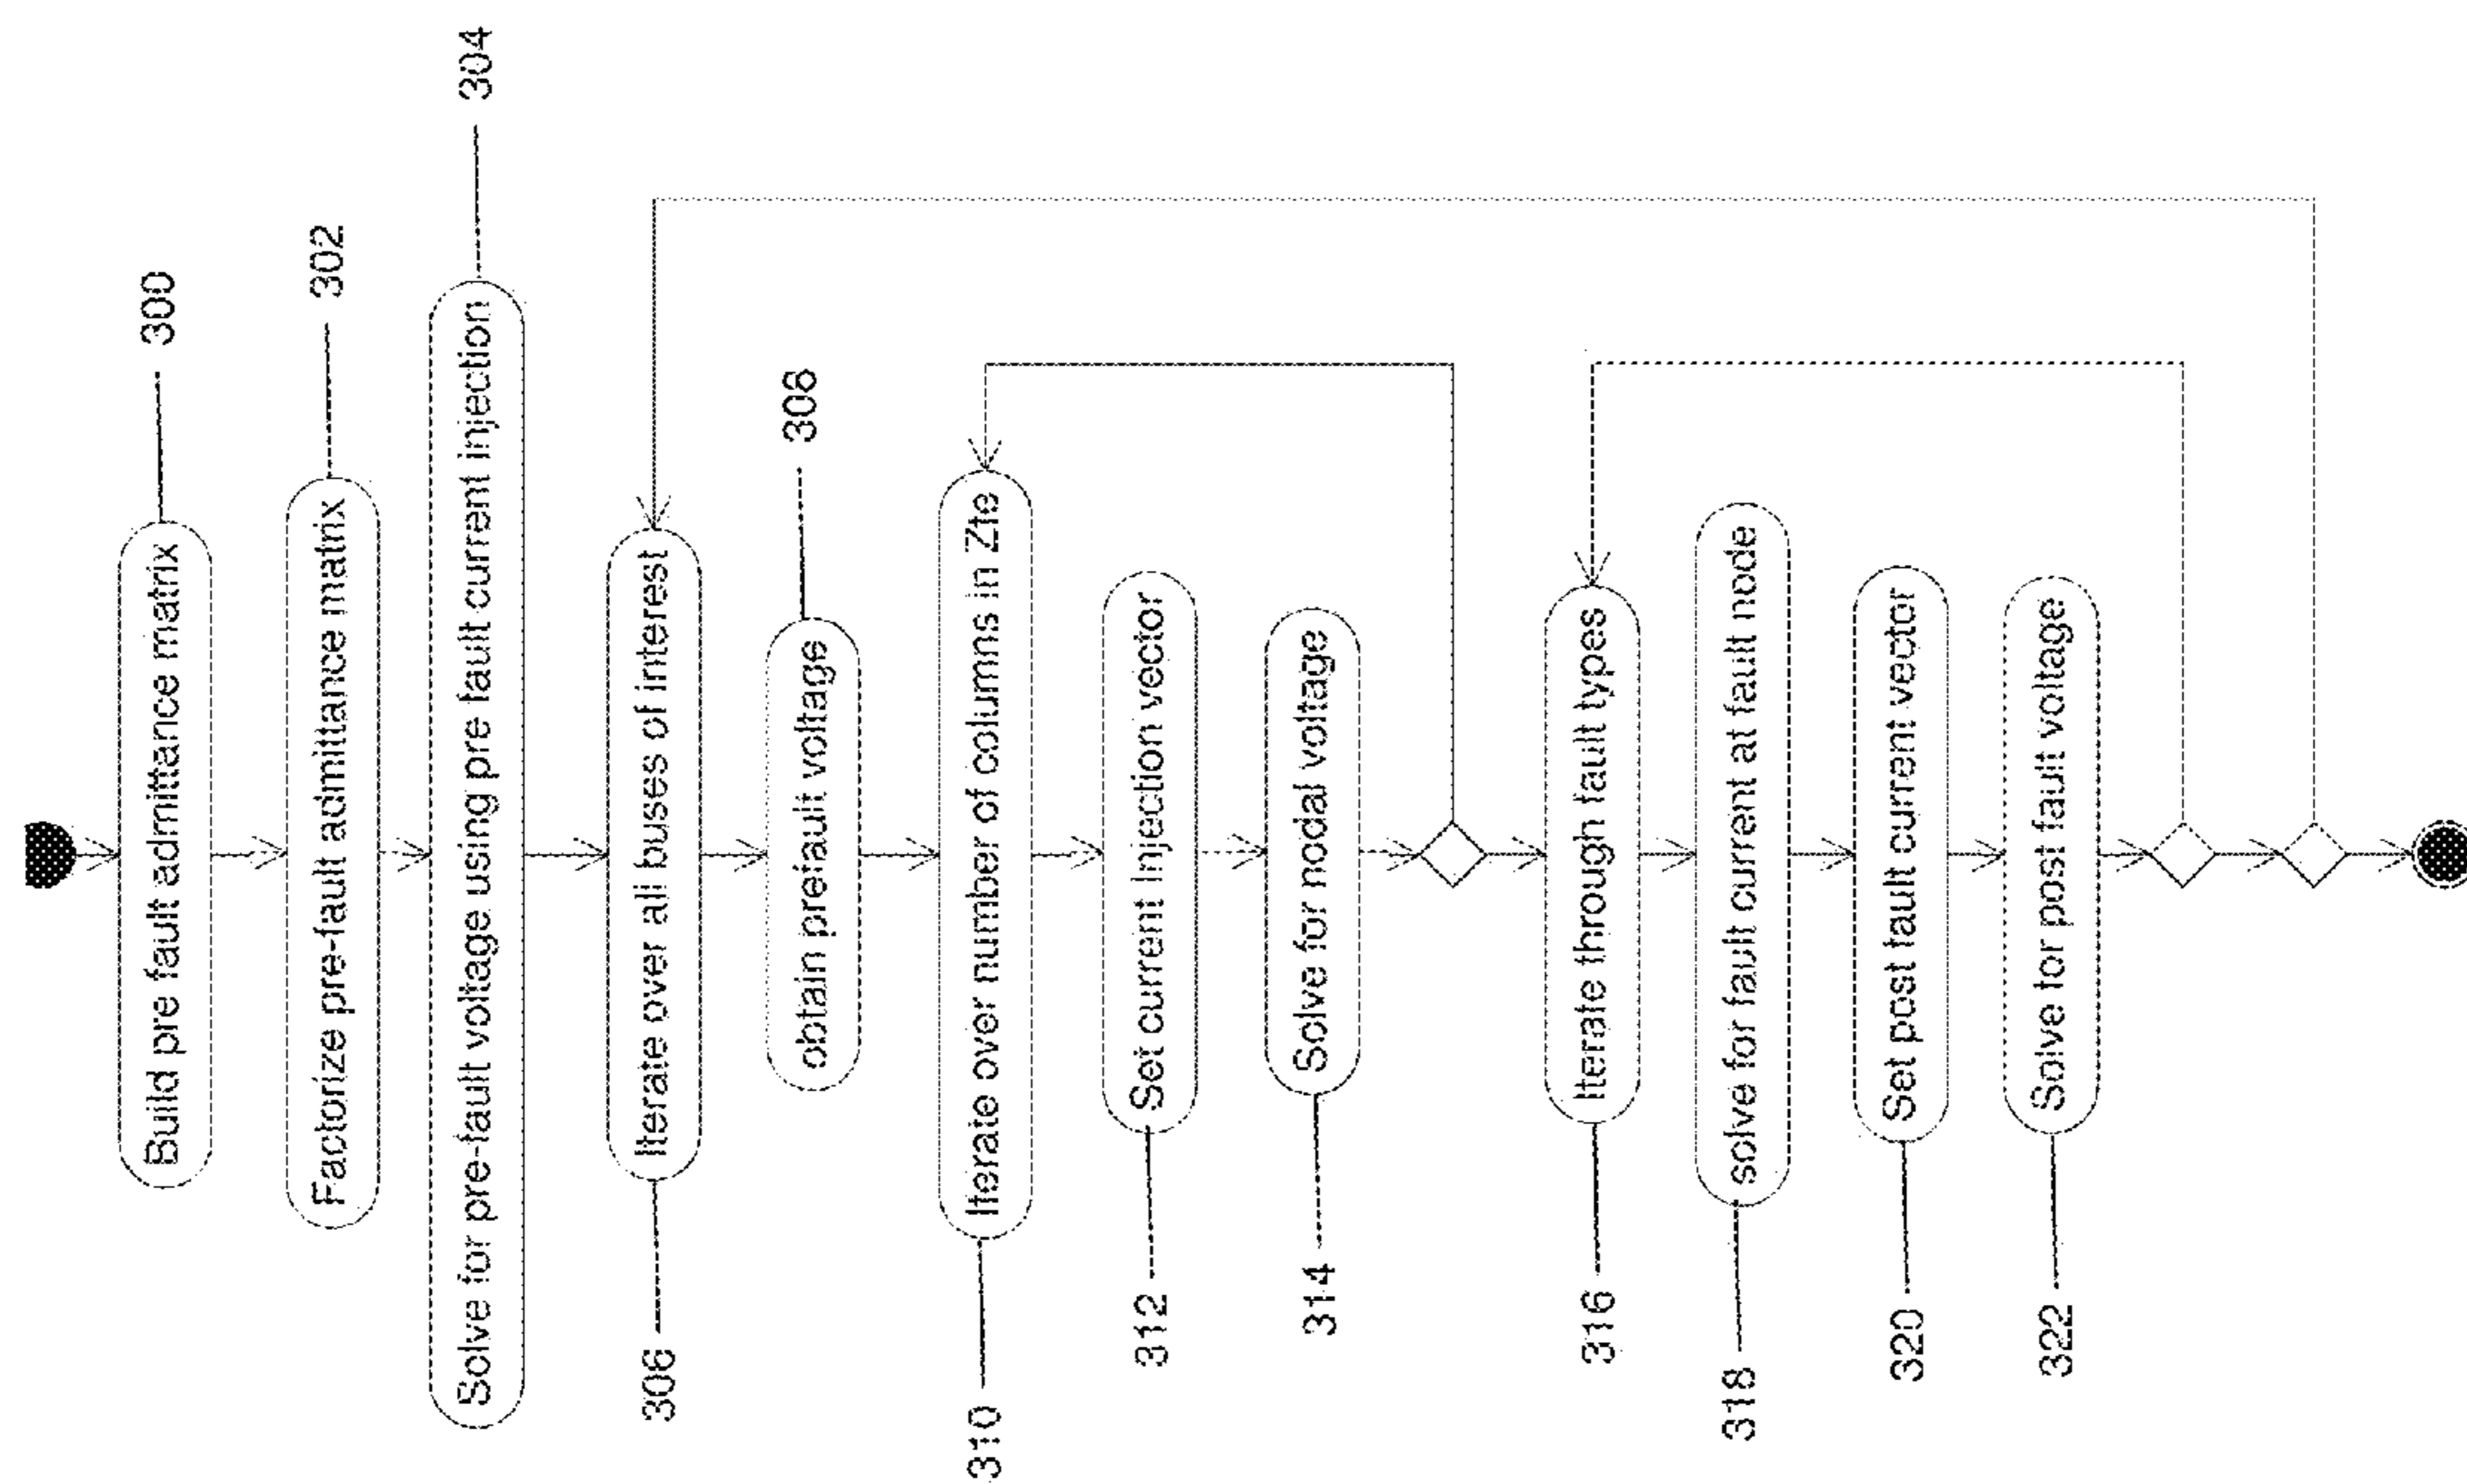 Build pre fault admittance matrix
300
Factorize pre-fault admittance matrix
302
Solve for pre-fault voltage using pre fault current injection
304
Iterate over all buses of interest
306
obtain prefault voltage
308
Iterate over number of columns in Zte
310
Set current Injection vector
312
Solve for nodal voltage
314
Iterate through fault types
316
solve for fault current at fault node
318
Set post fault current vector
320
Solve for post fault voltage
322